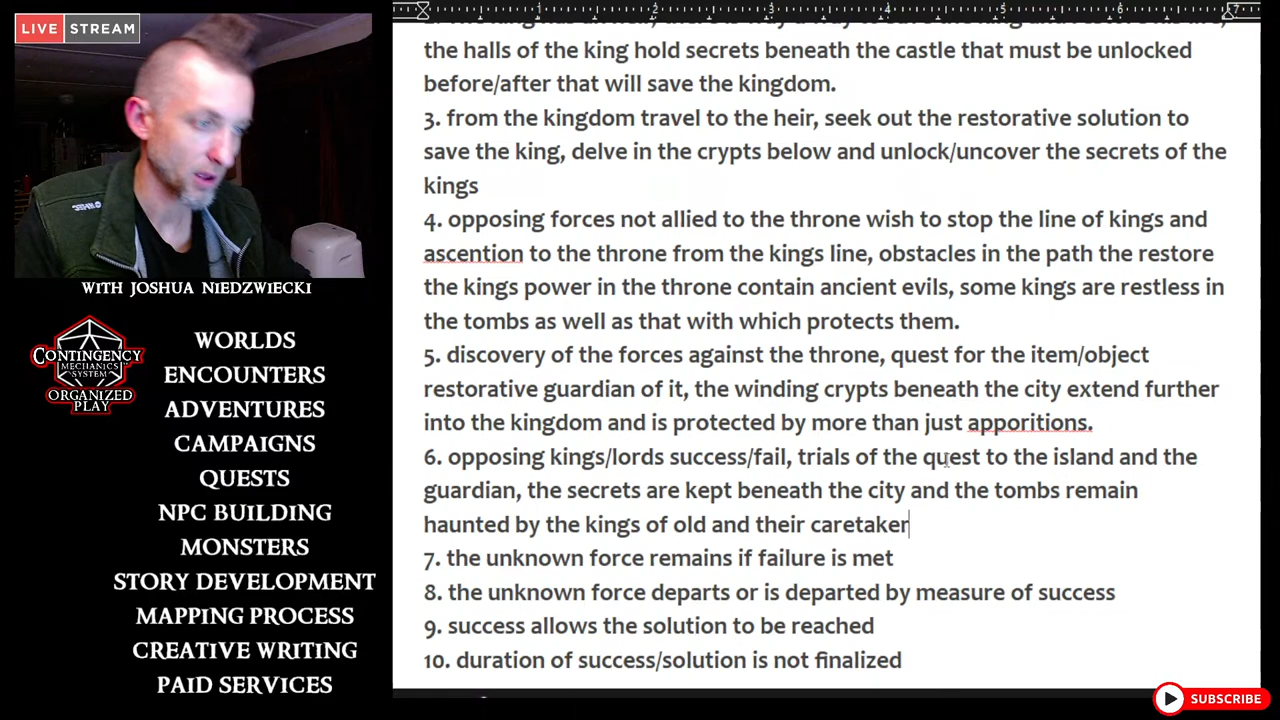 LIVE STREAM
WITH JOSHUA NIEDZWIECKI
CONTINGENCY
MECHANICS
SYSTEM
ORGANIZED
PLAY
WORLDS
ENCOUNTERS
ADVENTURES
CAMPAIGNS
QUESTS
NPC BUILDING
MONSTERS
STORY DEVELOPMENT
MAPPING PROCESS
CREATIVE WRITING
PAID SERVICES
1 2 3 4 5 6 7
the halls of the king hold secrets beneath the castle that must be unlocked
before/after that will save the kingdom.
3. from the kingdom travel to the heir, seek out the restorative solution to
save the king, delve in the crypts below and unlock/uncover the secrets of the
kings
4. opposing forces not allied to the throne wish to stop the line of kings and
ascention to the throne from the kings line, obstacles in the path the restore
the kings power in the throne contain ancient evils, some kings are restless in
the tombs as well as that with which protects them.
5. discovery of the forces against the throne, quest for the item/object
restorative guardian of it, the winding crypts beneath the city extend further
into the kingdom and is protected by more than just apporitions.
6. opposing kings/lords success/fail, trials of the quest to the island and the
guardian, the secrets are kept beneath the city and the tombs remain
haunted by the kings of old and their caretaker
7. the unknown force remains if failure is met
8. the unknown force departs or is departed by measure of success
9. success allows the solution to be reached
10. duration of success/solution is not finalized
SUBSCRIBE